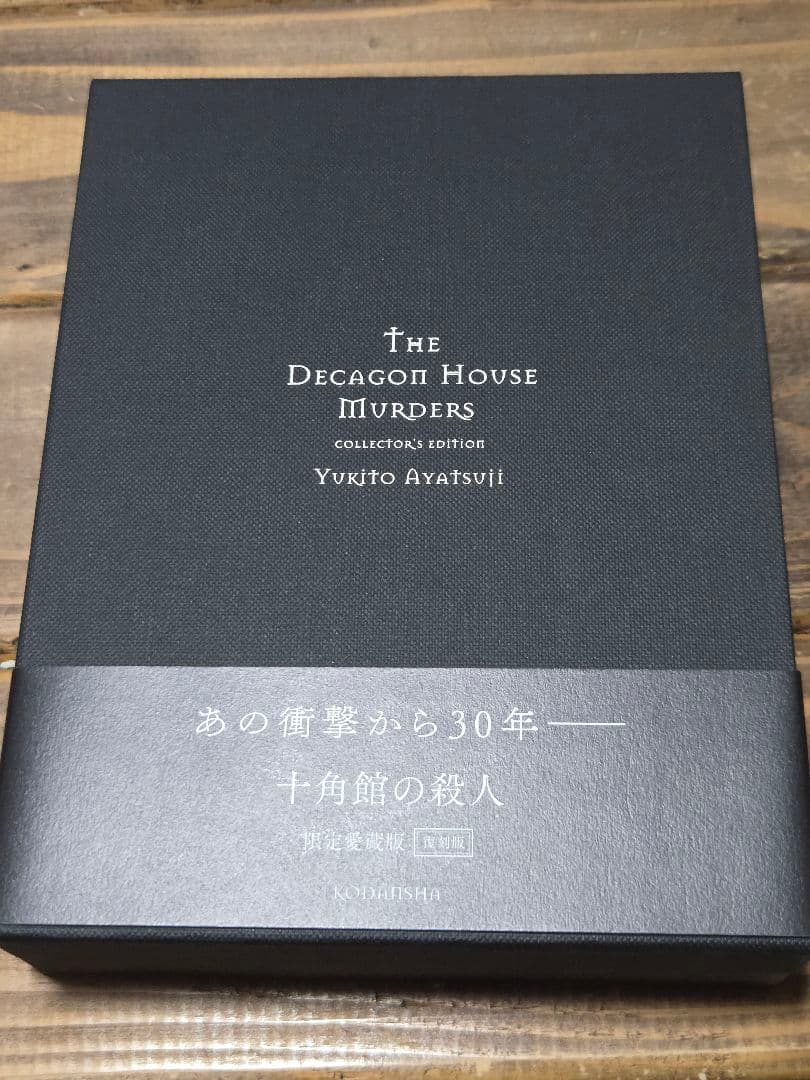 The
Decagon House
Murders
COLLECTOR'S EDITION
Yukito Ayatsuji
あの衝撃から30年――
十角館の殺人
限定愛蔵版 復刻版
KODANSHA